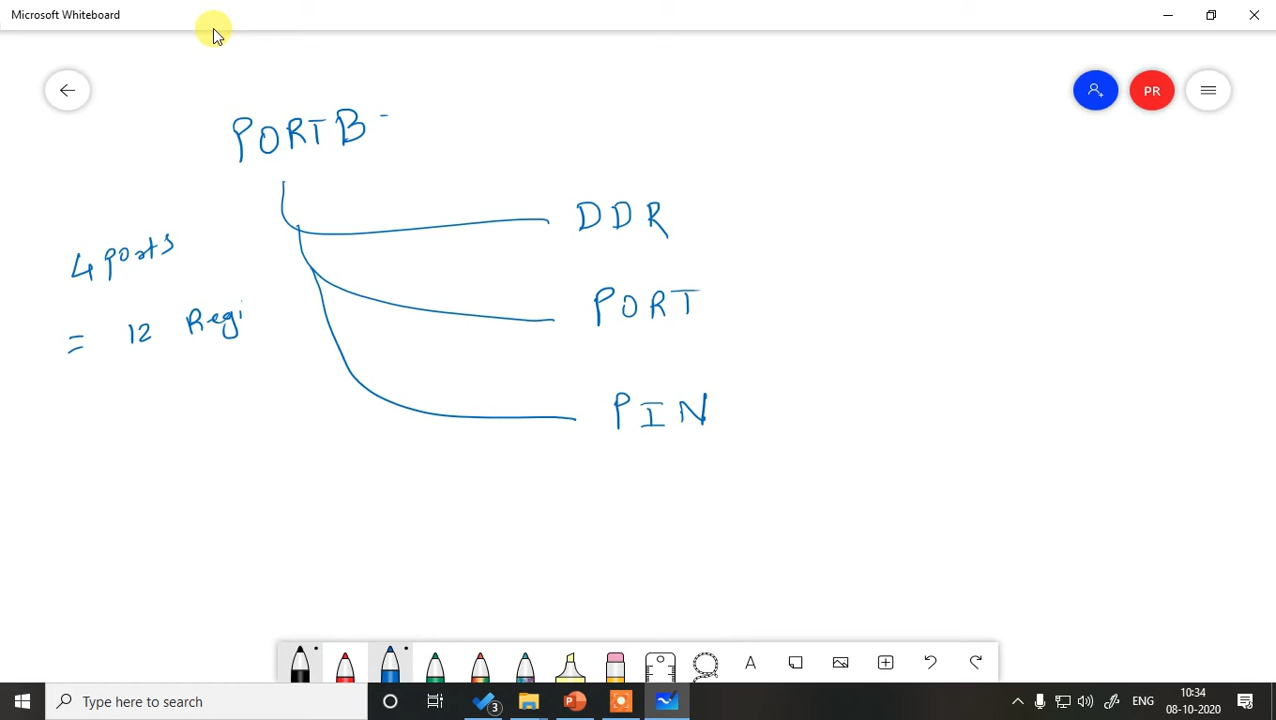 Microsoft Whiteboard
PR
PORTB -
DDR
4 ports
PORT
= 12 Regi
PIN
A
Type here to search
3
ENG
10:34
08-10-2020